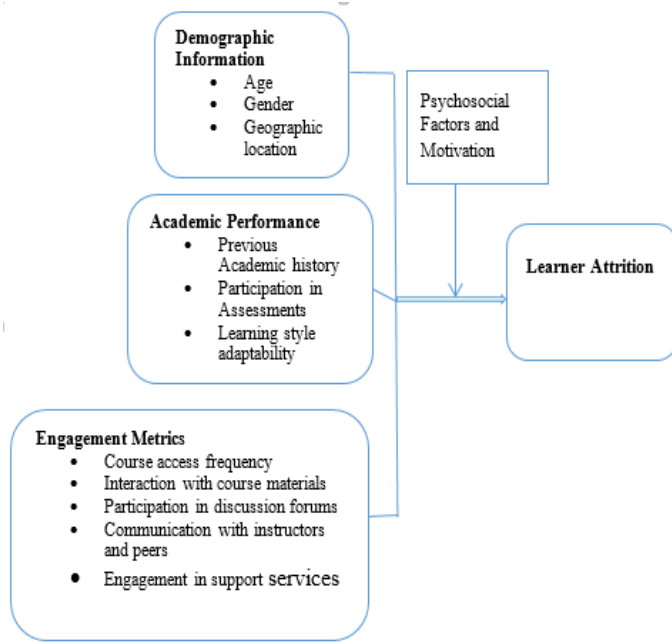 Demographic
Information
• Age
• Gender
• Geographic
location
Psychosocial
Factors and
Motivation
Academic Performance
• Previous
Academic history
• Participation in
Assessments
• Learning style
adaptability
Learner Attrition
Engagement Metrics
• Course access frequency
• Interaction with course materials
• Participation in discussion forums
• Communication with instructors
and peers
• Engagement in support services